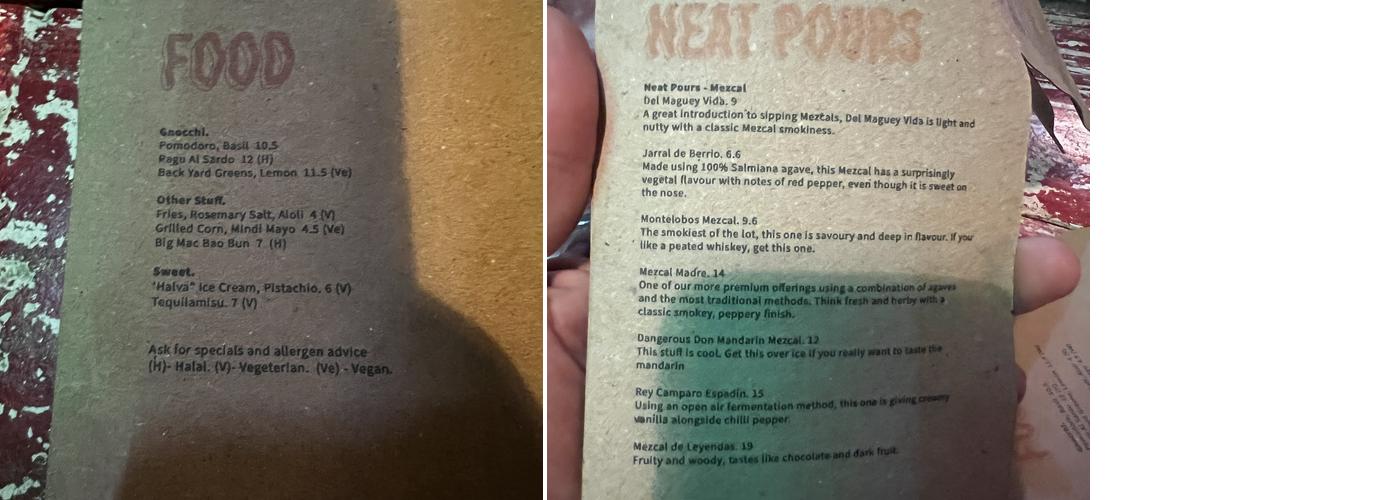 FOOD
Gnocchi.
Pomodoro, Basil 10.5
Ragu Al Sardo 12 (H)
Back Yard Greens, Lemon 11.5 (Ve)
Other Stuff.
Fries, Rosemary Salt, Aioli 4 (V)
Grilled Corn, Mindi Mayo 4.5 (Ve)
Big Mac Bao Bun 7 (H)
Sweet.
'Halva" Ice Cream, Pistachio. 6 (V)
Tequilamisu. 7 (V)
Ask for specials and allergen advice
(H)- Halal. (V)- Vegeterian. (Ve) - Vegan.
NEAT POURS
Neat Pours - Mezcal
Del Maguey Vida. 9
A great introduction to sipping Mezcals, Del Maguey Vida is light and
nutty with a classic Mezcal smokiness.
Jarral de Berrio. 6.6
Made using 100% Salmiana agave, this Mezcal has a surprisingly
vegetal flavour with notes of red pepper, even though it is sweet on
the nose.
Montelobos Mezcal. 9.6
The smokiest of the lot, this one is savoury and deep in flavour. If you
like a peated whiskey, get this one.
Mezcal Madre. 14
One of our more premium offerings using a combination of agaves
and the most traditional methods. Think fresh and herby with a
classic smokey, peppery finish.
Dangerous Don Mandarin Mezcal. 12
This stuff is cool. Get this over ice if you really want to taste the
mandarin
Rey Camparo Espadin. 15
Using an open air fermentation method, this one is giving creamy
vanilla alongside chilli pepper.
Mezcal de Leyendas. 19
Fruity and woody, tastes like chocolate and dark fruit.